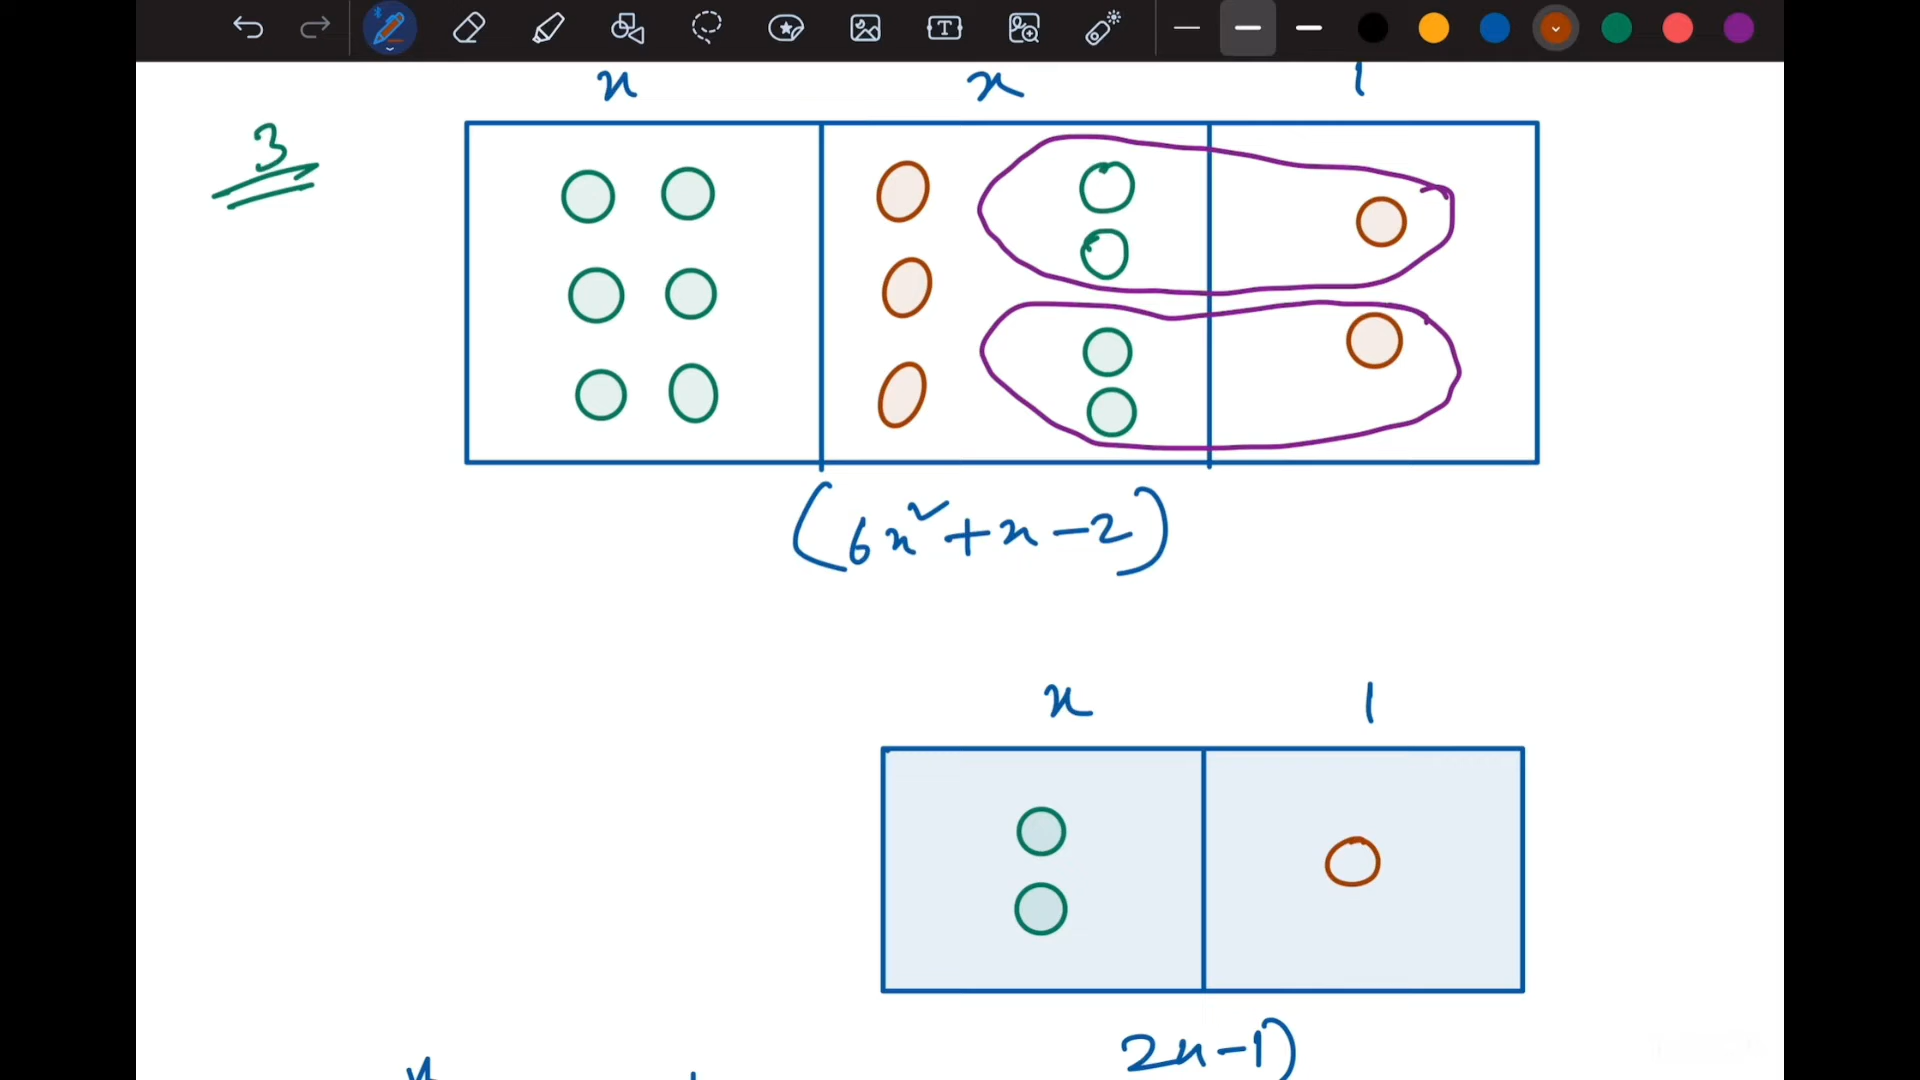 x x 1
3
(6x²+x-2)
x 1
2x-1)